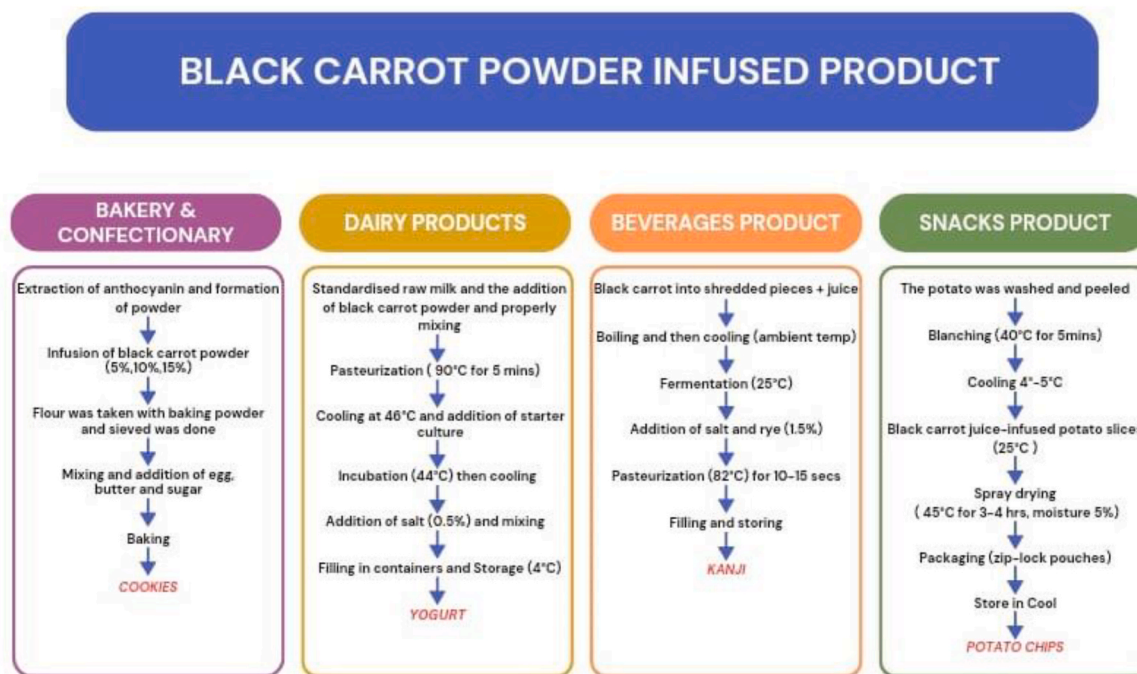 BLACK CARROT POWDER INFUSED PRODUCT
BAKERY &
CONFECTIONARY
Extraction of anthocyanin and formation
of powder
Infusion of black carrot powder
(5%,10%,15%)
Flour was taken with baking powder
and sieved was done
Mixing and addition of egg,
butter and sugar
Baking
COOKIES
DAIRY PRODUCTS
Standardised raw milk and the addition
of black carrot powder and properly
mixing
Pasteurization ( 90°C for 5 mins)
Cooling at 46°C and addition of starter
culture
Incubation (44°C) then cooling
Addition of salt (0.5%) and mixing
Filling in containers and Storage (4°C)
YOGURT
BEVERAGES PRODUCT
Black carrot into shredded pieces + juice
Boiling and then cooling (ambient temp)
Fermentation (25°C)
Addition of salt and rye (1.5%)
Pasteurization (82°C) for 10-15 secs
Filling and storing
KANJI
SNACKS PRODUCT
The potato was washed and peeled
Blanching (40°C for 5mins)
Cooling 4°-5°C
Black carrot juice-infused potato slice
(25°C )
Spray drying
( 45°C for 3-4 hrs, moisture 5%)
Packaging (zip-lock pouches)
Store in Cool
POTATO CHIPS